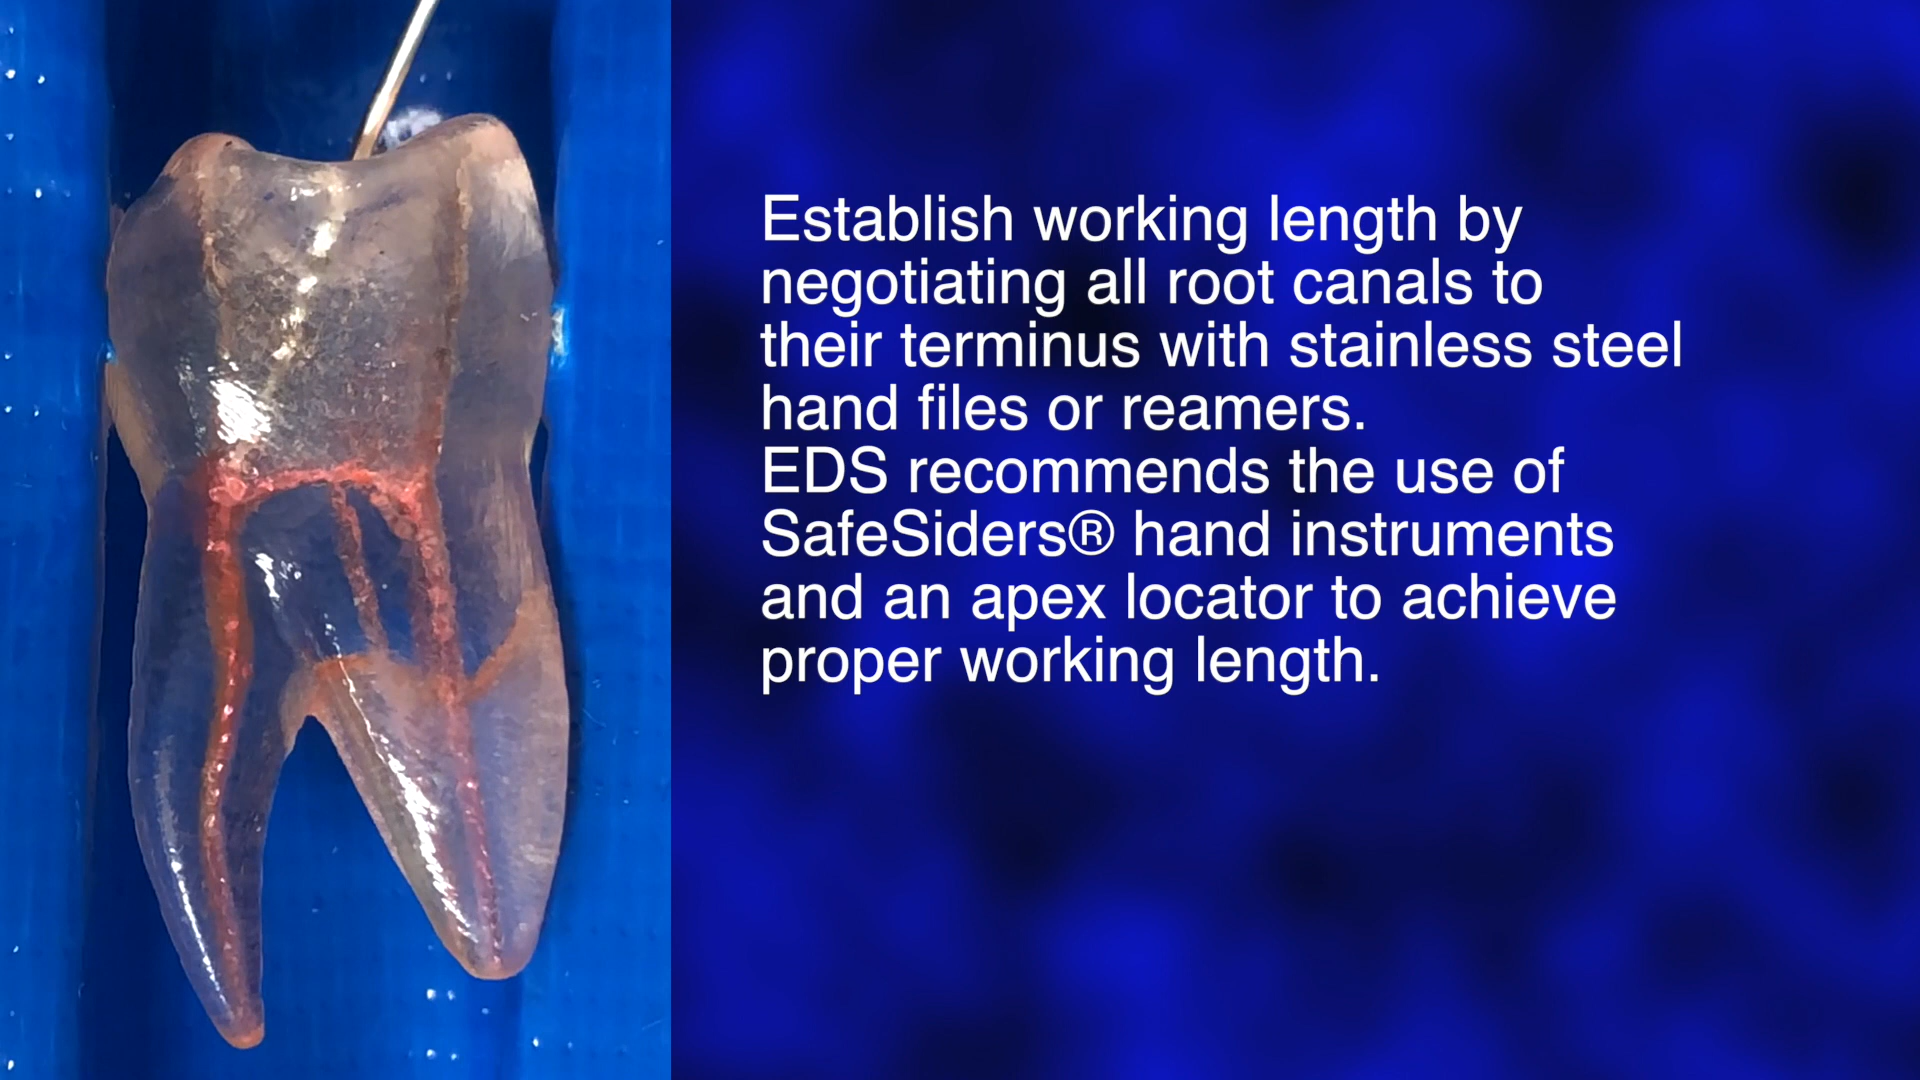 Establish working length by
negotiating all root canals to
their terminus with stainless steel
hand files or reamers.
EDS recommends the use of
SafeSiders® hand instruments
and an apex locator to achieve
proper working length.